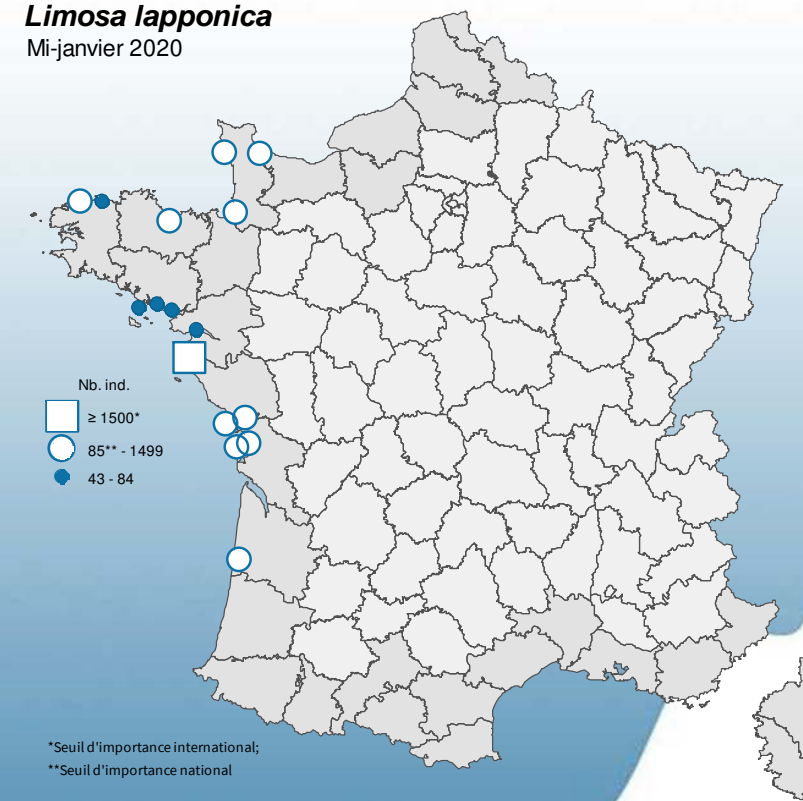 Limosa lapponica
Mi-janvier 2020
Nb. ind.
≥ 1500*
85** - 1499
43 - 84
*Seuil d'importance international;
**Seuil d'importance national